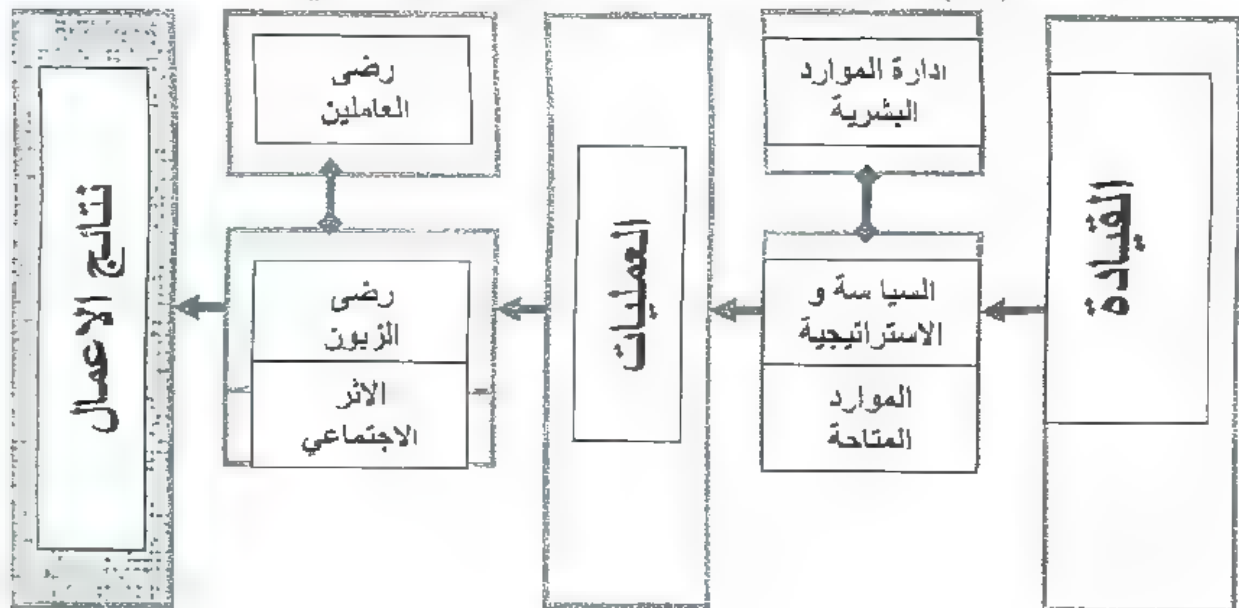 القيادة
ادارة الموارد
البشرية
السياسة و
الاستراتيجية
الموارد
المتاحة
العمليات
رضى
العاملين
رضى
الزبون
الاثر
الاجتماعي
نتائج الاعمال